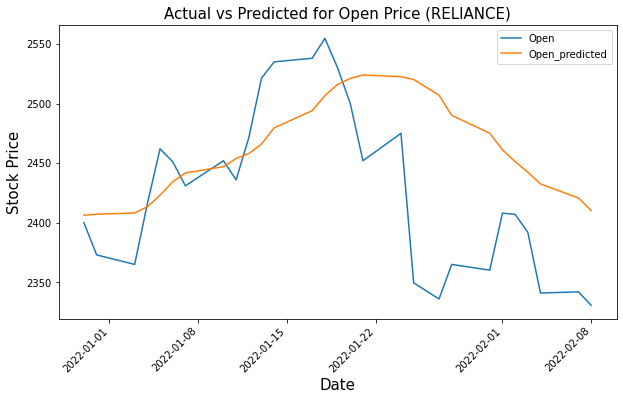 Actual vs Predicted for Open Price (RELIANCE)
Open
Open_predicted
Stock Price
2550
2500
2450
2400
2350
2022-01-01
2022-01-08
2022-01-15
2022-01-22
2022-02-01
2022-02-08
Date